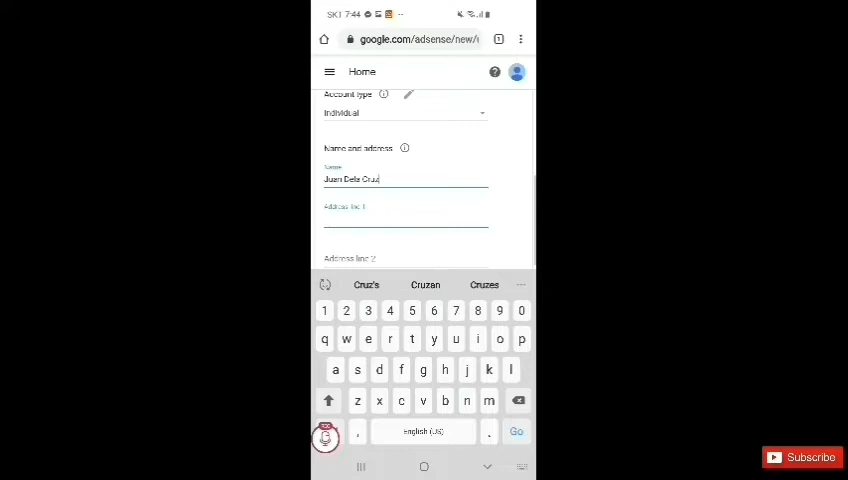 SKT 7:44
google.com/adsense/new/
1
Home
Account type
Individual
Name and address
Name
Juan Dela Cruz
Address line 1
Address line 2
Cruz's Cruzan Cruzes
1 2 3 4 5 6 7 8 9 0
q w e r t y u i o p
a s d f g h j k l
z x c v b n m
, English (US) . Go
Subscribe